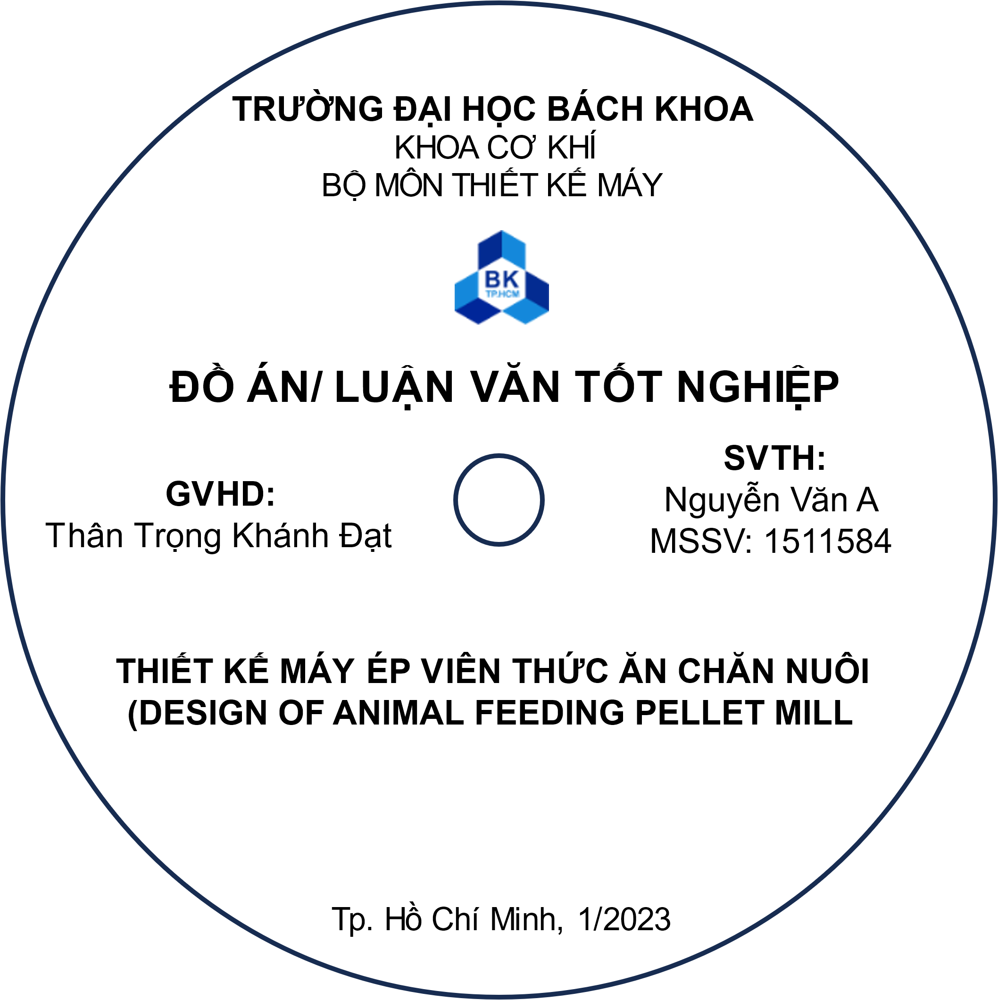 TRƯỜNG ĐẠI HỌC BÁCH KHOA
KHOA CƠ KHÍ
BỘ MÔN THIẾT KẾ MÁY
BK
TP.HCM
ĐỒ ÁN/ LUẬN VĂN TỐT NGHIỆP
GVHD:
Thân Trọng Khánh Đạt
SVTH:
Nguyễn Văn A
MSSV: 1511584
THIẾT KẾ MÁY ÉP VIÊN THỨC ĂN CHĂN NUÔI
(DESIGN OF ANIMAL FEEDING PELLET MILL
Tp. Hồ Chí Minh, 1/2023